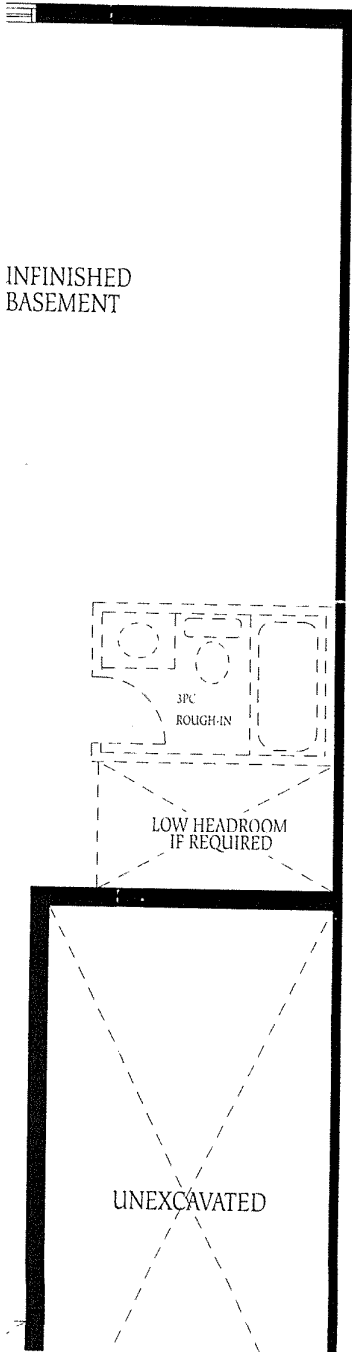 INFINISHED
BASEMENT
3PC
ROUGH-IN
LOW HEADROOM
IF REQUIRED
UNEXCAVATED